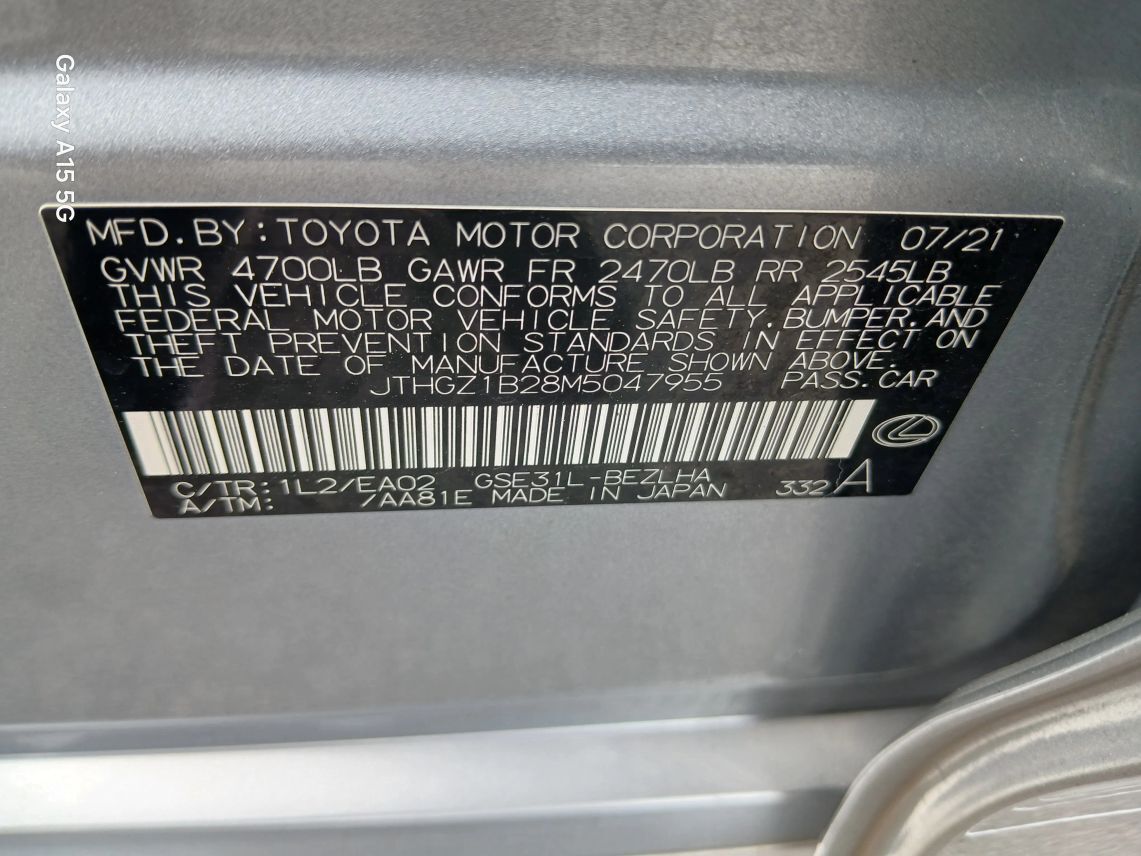 Galaxy A15 5G
MFD. BY: TOYOTA MOTOR CORPORATION 07/21
GVWR 4700LB GAWR FR 2470LB RR 2545LB
THIS VEHICLE CONFORMS TO ALL APPLICABLE
FEDERAL MOTOR VEHICLE SAFETY, BUMPER, AND
THEFT PREVENTION STANDARDS IN EFFECT ON
THE DATE OF MANUFACTURE SHOWN ABOVE.
JTHGZ1B28M5047955 PASS. CAR
C/TR: 1L2/EA02 GSE31L-BEZLHA
A/TM: /AA81E MADE IN JAPAN 332 A